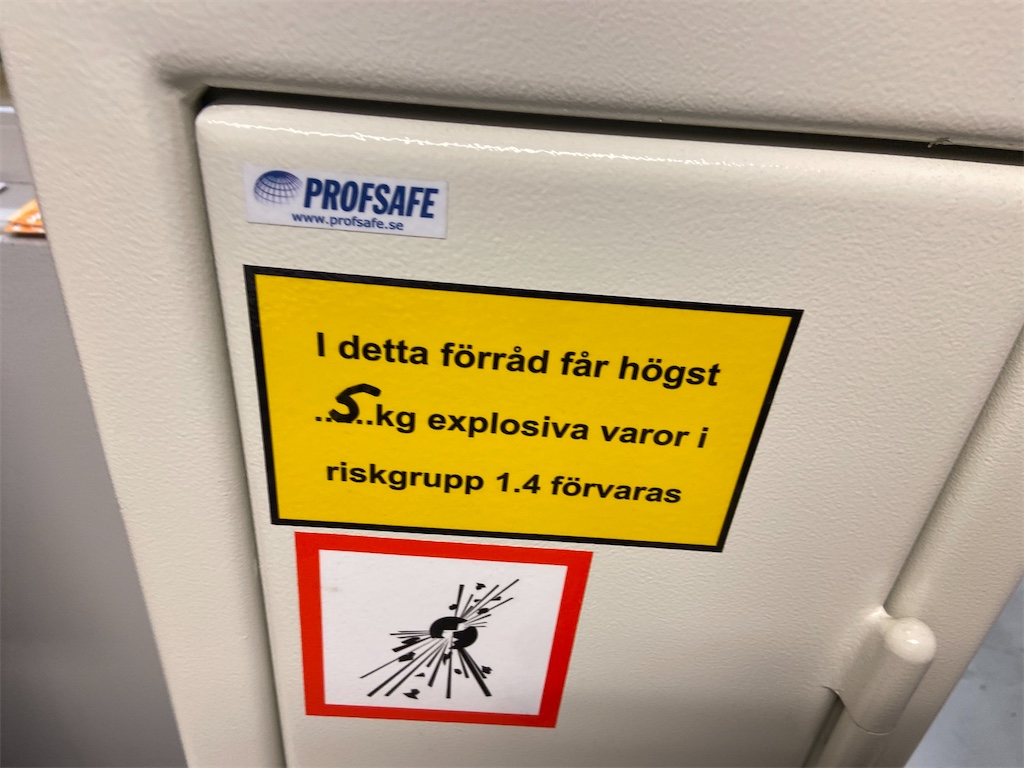 PROFSAFE
www.profsafe.se
I detta förråd får högst
..5..kg explosiva varor i
riskgrupp 1.4 förvaras